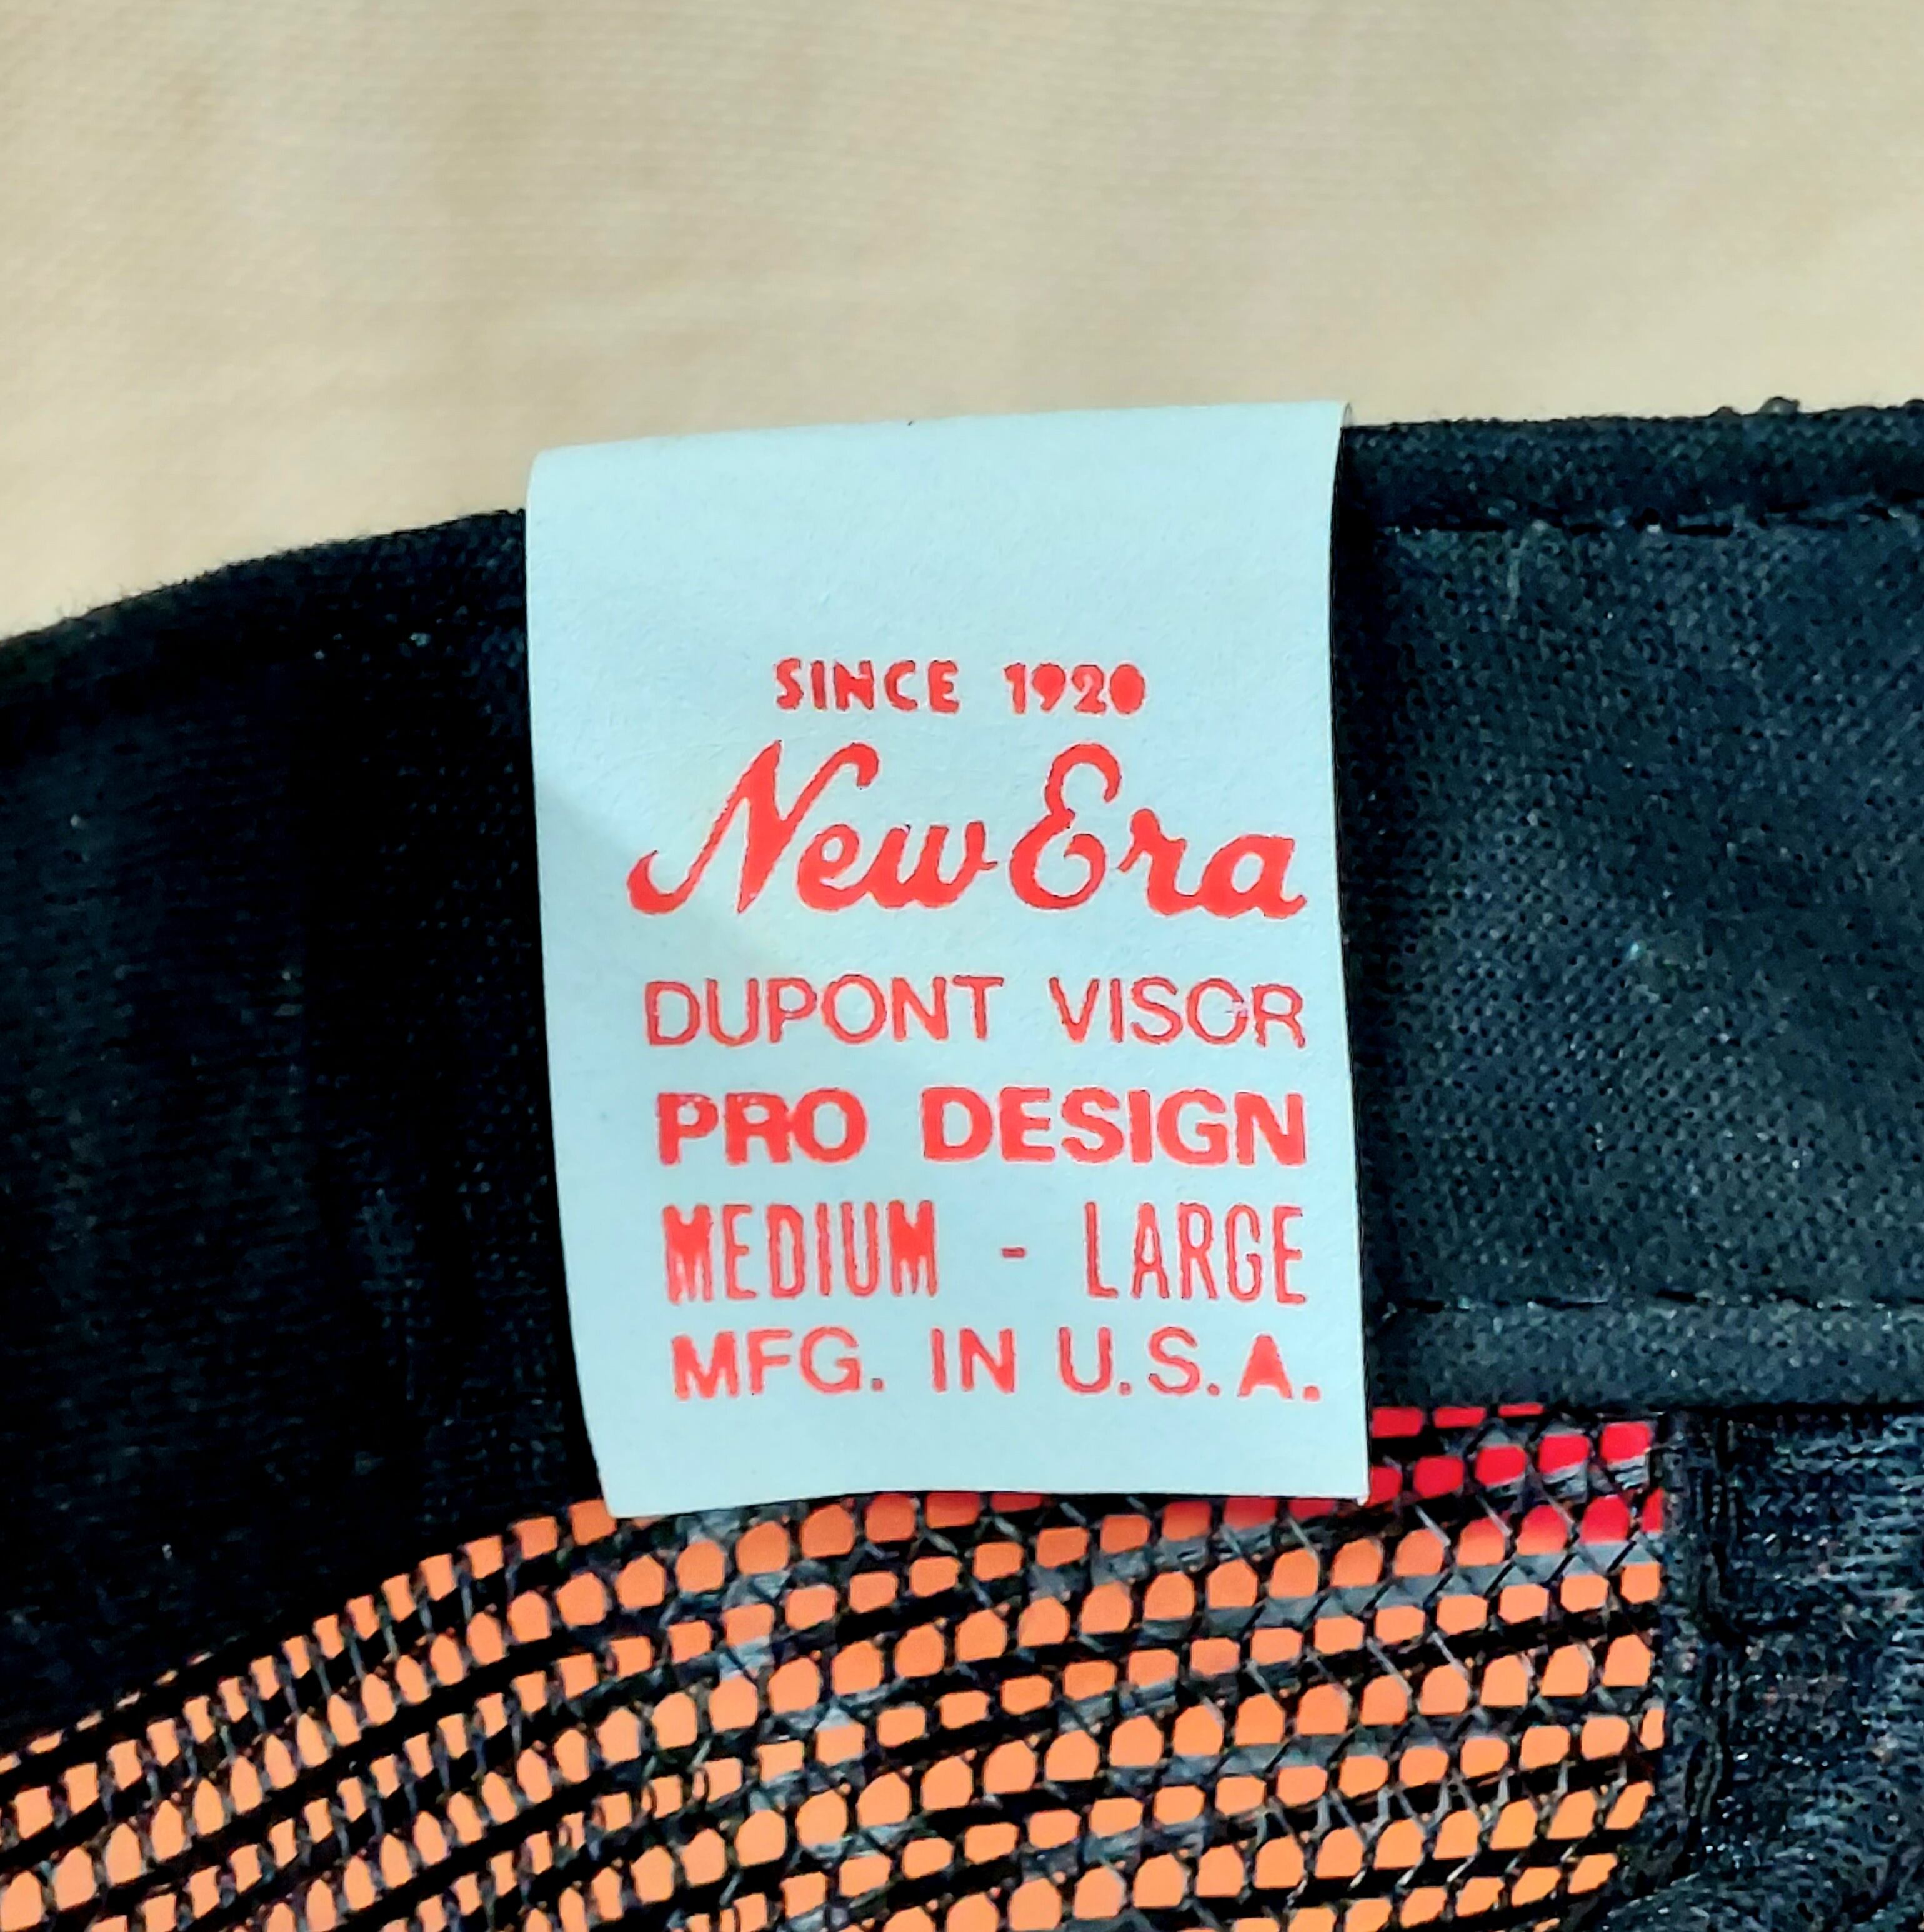 SINCE 1920
New Era
DUPONT VISOR
PRO DESIGN
MEDIUM - LARGE
MFG. IN U.S.A.